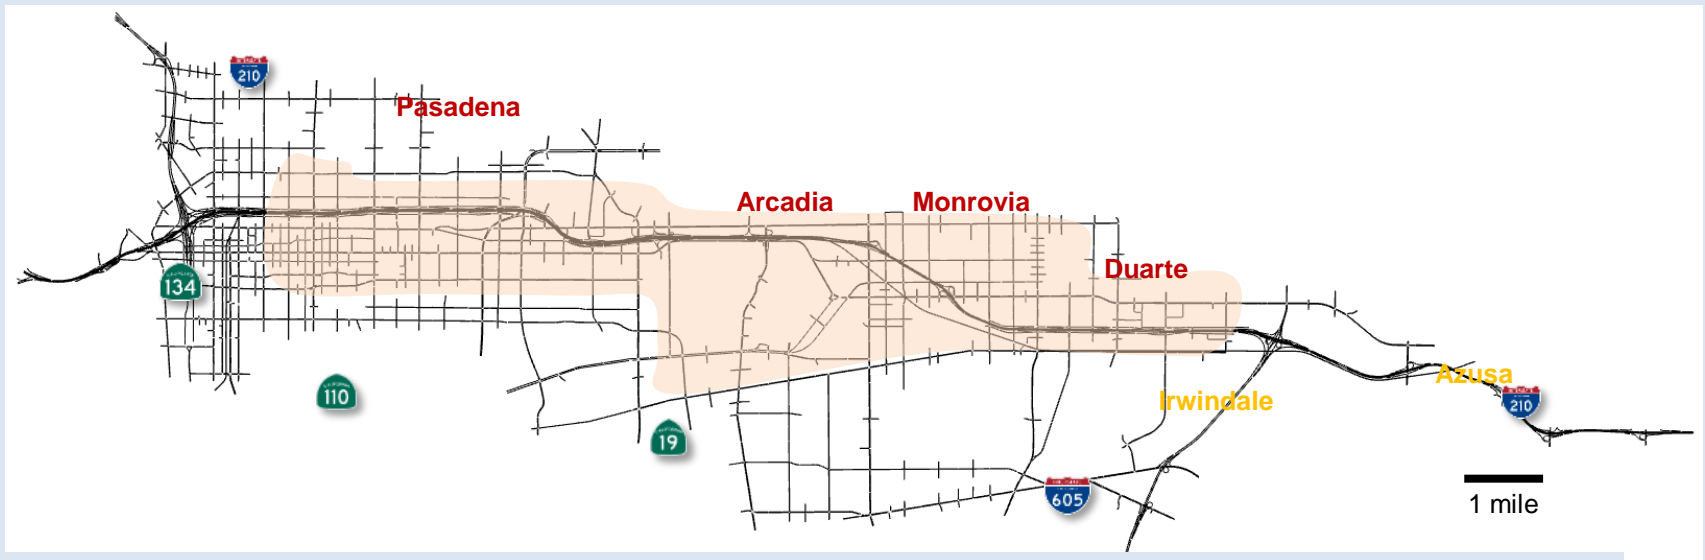 210
Pasadena
Arcadia
Monrovia
Duarte
134
Azusa
110
Irwindale
210
19
605
1 mile